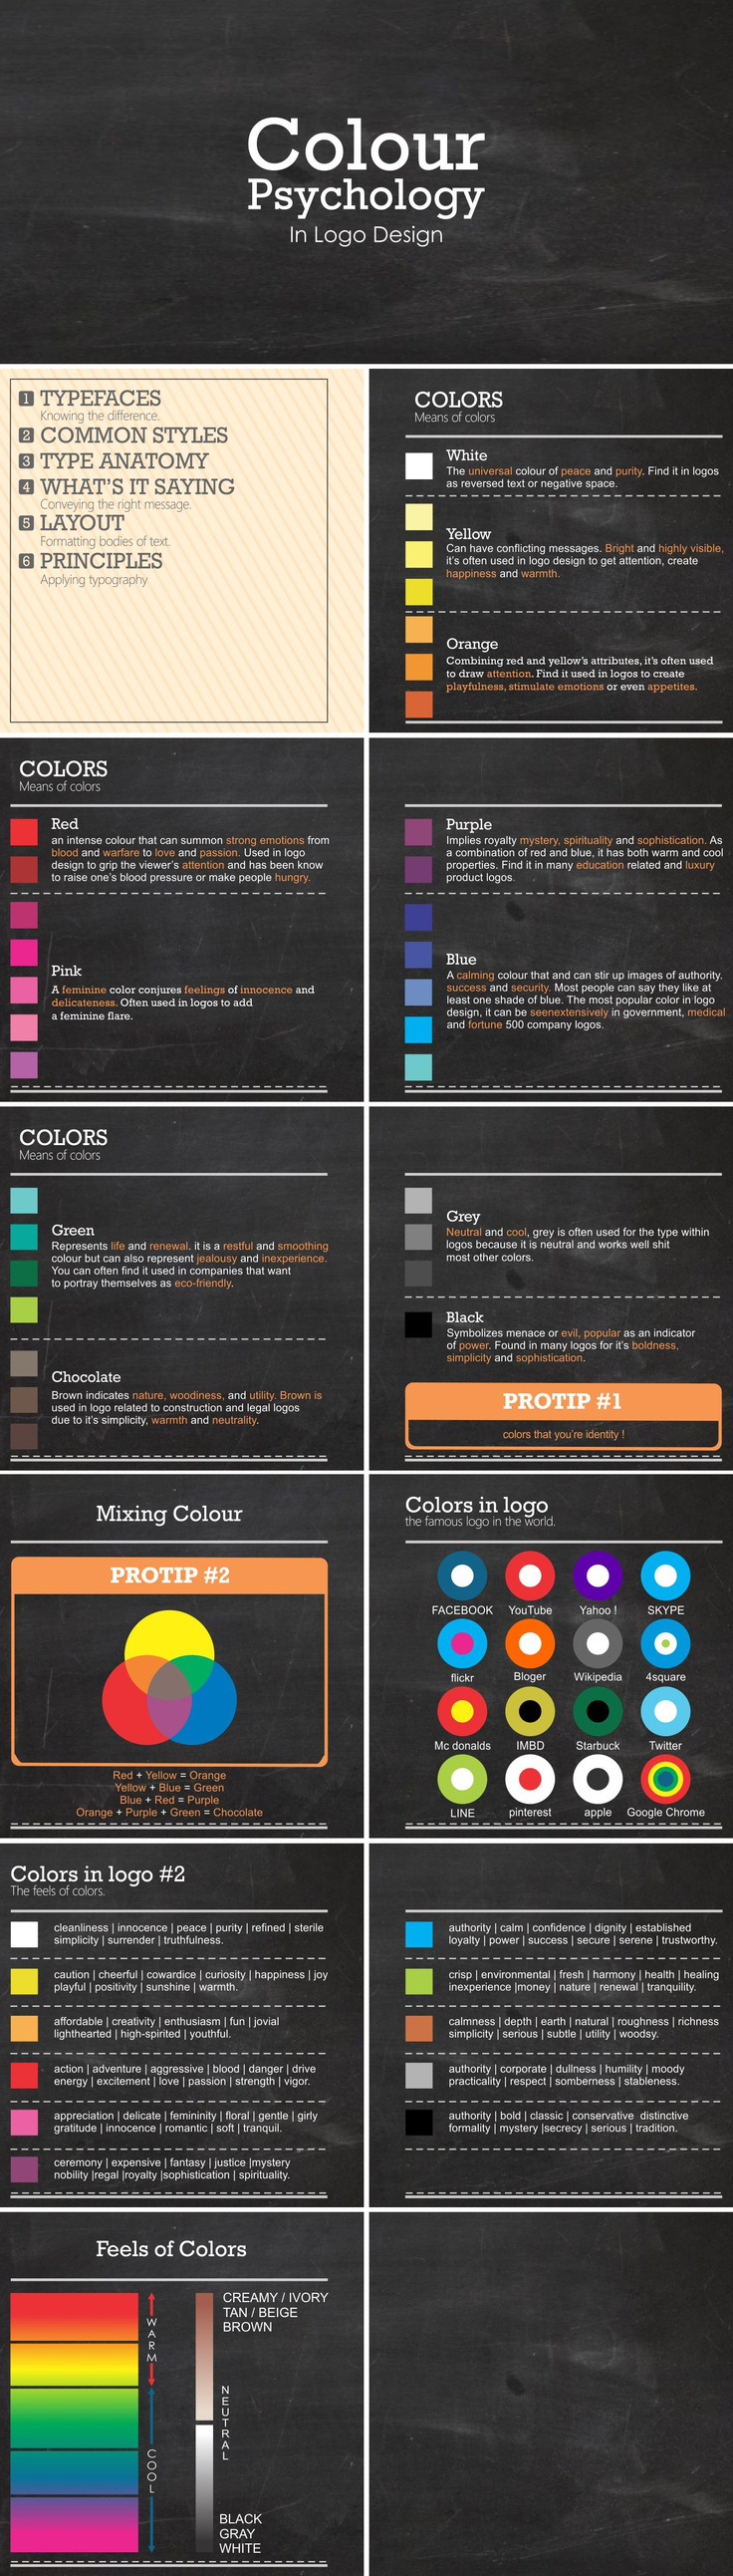 Colour
Psychology
In Logo Design
1 TYPEFACES
Knowing the difference.
2 COMMON STYLES
3 TYPE ANATOMY
4 WHAT'S IT SAYING
Conveying the right message.
5 LAYOUT
Formatting bodies of text.
6 PRINCIPLES
Applying typography
COLORS
Means of colors
White
The universal colour of peace and purity. Find it in logos
as reversed text or negative space.
Yellow
Can have conflicting messages. Bright and highly visible,
it's often used in logo design to get attention, create
happiness and warmth.
Orange
Combining red and yellow's attributes, it's often used
to draw attention. Find it used in logos to create
playfulness, stimulate emotions or even appetites.
COLORS
Means of colors
Red
an intense colour that can summon strong emotions from
blood and warfare to love and passion. Used in logo
design to grip the viewer's attention and has been know
to raise one's blood pressure or make people hungry.
Pink
A feminine color conjures feelings of innocence and
delicateness. Often used in logos to add
a feminine flare.
Purple
Implies royalty mystery, spirituality and sophistication. As
a combination of red and blue, it has both warm and cool
properties. Find it in many education related and luxury
product logos.
Blue
A calming colour that and can stir up images of authority.
success and security. Most people can say they like at
least one shade of blue. The most popular color in logo
design, it can be seenextensively in government, medical
and fortune 500 company logos.
COLORS
Means of colors
Green
Represents life and renewal. it is a restful and smoothing
colour but can also represent jealousy and inexperience.
You can often find it used in companies that want
to portray themselves as eco-friendly.
Chocolate
Brown indicates nature, woodiness, and utility. Brown is
used in logo related to construction and legal logos
due to it's simplicity, warmth and neutrality.
Grey
Neutral and cool, grey is often used for the type within
logos because it is neutral and works well shit
most other colors.
Black
Symbolizes menace or evil, popular as an indicator
of power. Found in many logos for it's boldness,
simplicity and sophistication.
PROTIP #1
colors that you're identity !
Mixing Colour
PROTIP #2
Red + Yellow = Orange
Yellow + Blue = Green
Blue + Red = Purple
Orange + Purple + Green = Chocolate
Colors in logo
the famous logo in the world.
FACEBOOK YouTube Yahoo ! SKYPE
flickr Bloger Wikipedia 4square
Mc donalds IMBD Starbuck Twitter
LINE pinterest apple Google Chrome
Colors in logo #2
The feels of colors.
cleanliness | innocence | peace | purity | refined | sterile
simplicity | surrender | truthfulness.
caution | cheerful | cowardice | curiosity | happiness | joy
playful | positivity | sunshine | warmth.
affordable | creativity | enthusiasm | fun | jovial
lighthearted | high-spirited | youthful.
action | adventure | aggressive | blood | danger | drive
energy | excitement | love | passion | strength | vigor.
appreciation | delicate | femininity | floral | gentle | girly
gratitude | innocence | romantic | soft | tranquil.
ceremony | expensive | fantasy | justice |mystery
nobility |regal |royalty |sophistication | spirituality.
authority | calm | confidence | dignity | established
loyalty | power | success | secure | serene | trustworthy.
crisp | environmental | fresh | harmony | health | healing
inexperience |money | nature | renewal | tranquility.
calmness | depth | earth | natural | roughness | richness
simplicity | serious | subtle | utility | woodsy.
authority | corporate | dullness | humility | moody
practicality | respect | somberness | stableness.
authority | bold | classic | conservative distinctive
formality | mystery |secrecy | serious | tradition.
Feels of Colors
WARM
COOL
CREAMY / IVORY
TAN / BEIGE
BROWN
NEUTRAL
BLACK
GRAY
WHITE